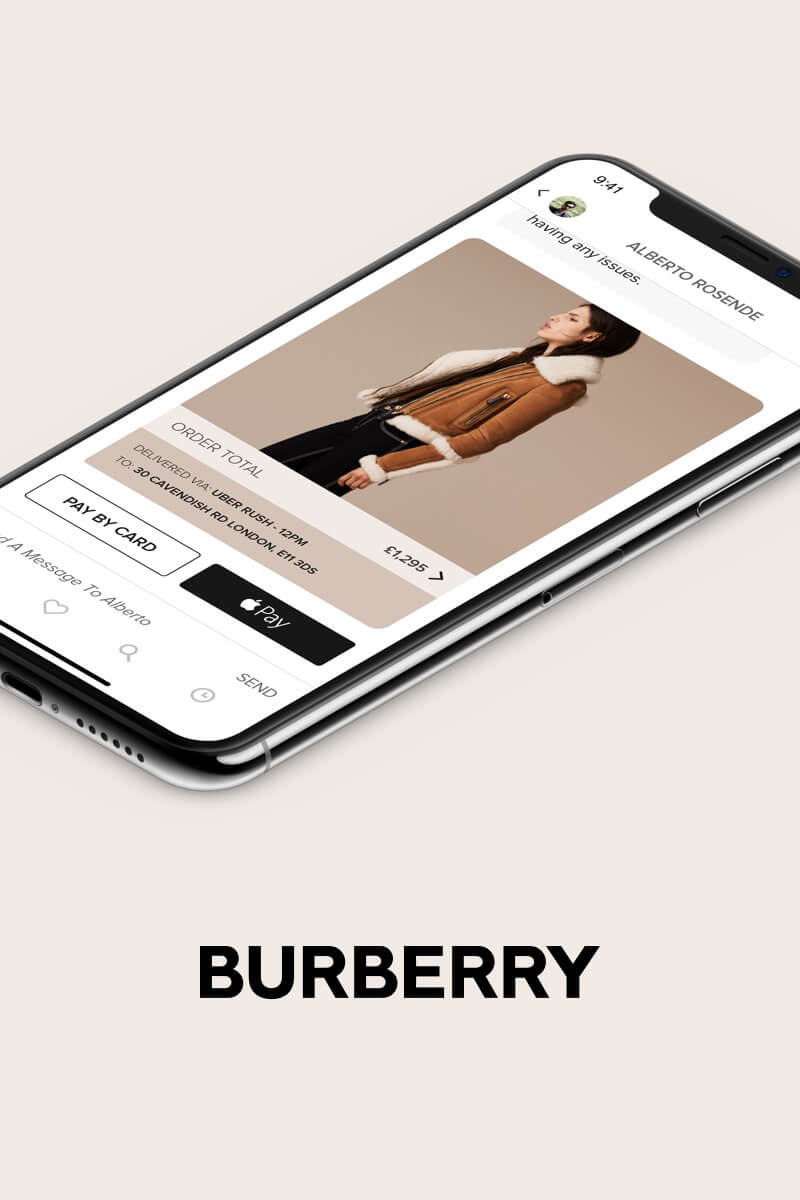 9:41
ALBERTO ROSENDE
having any issues.
ORDER TOTAL
£1,295
DELIVERED VIA: UBER RUSH - 12PM
TO: 30 CAVENDISH RD LONDON, E11 3DS
PAY BY CARD
Pay
A Message To Alberto
SEND
BURBERRY